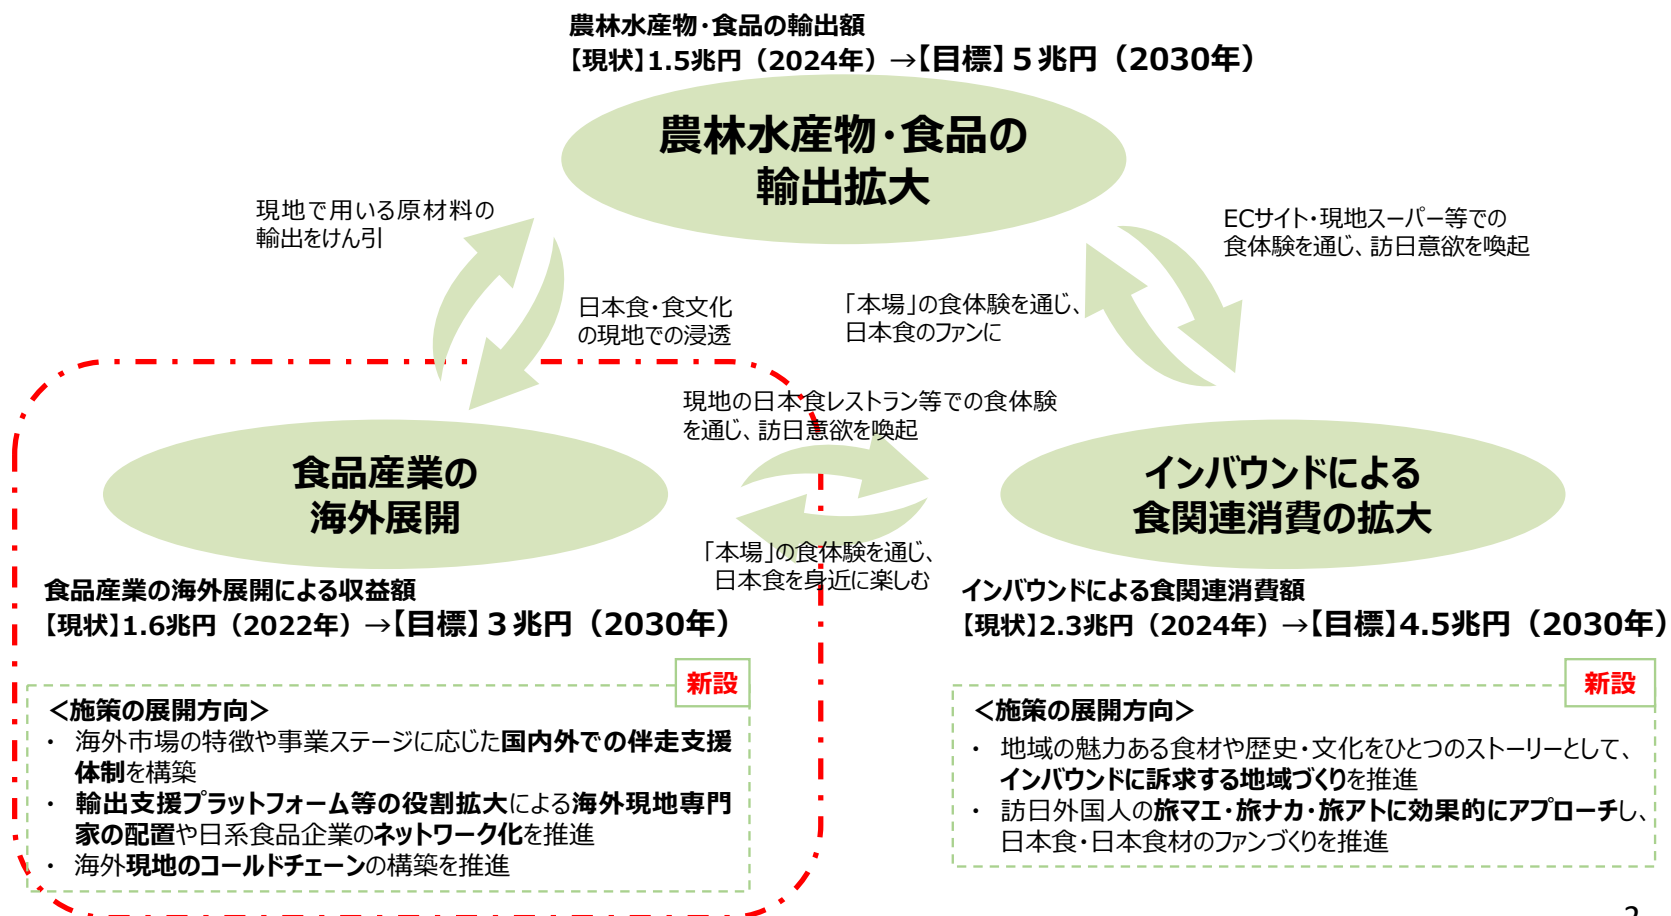 農林水産物・食品の輸出額
【現状】1.5兆円（2024年）→【目標】５兆円（2030年）
農林水産物・食品の
輸出拡大
現地で用いる原材料の
輸出をけん引
日本食・食文化
の現地での浸透
「本場」の食体験を通じ、
日本食のファンに
ECサイト・現地スーパー等での
食体験を通じ、訪日意欲を喚起
現地の日本食レストラン等での食体験
を通じ、訪日意欲を喚起
食品産業の
海外展開
インバウンドによる
食関連消費の拡大
「本場」の食体験を通じ、
日本食を身近に楽しむ
食品産業の海外展開による収益額
【現状】1.6兆円（2022年）→【目標】３兆円（2030年）
新設
＜施策の展開方向＞
・ 海外市場の特徴や事業ステージに応じた国内外での伴走支援
体制を構築
・ 輸出支援プラットフォーム等の役割拡大による海外現地専門
家の配置や日系食品企業のネットワーク化を推進
・ 海外現地のコールドチェーンの構築を推進
インバウンドによる食関連消費額
【現状】2.3兆円（2024年）→【目標】4.5兆円（2030年）
新設
＜施策の展開方向＞
・ 地域の魅力ある食材や歴史・文化をひとつのストーリーとして、
インバウンドに訴求する地域づくりを推進
・ 訪日外国人の旅マエ・旅ナカ・旅アトに効果的にアプローチし、
日本食・日本食材のファンづくりを推進
2